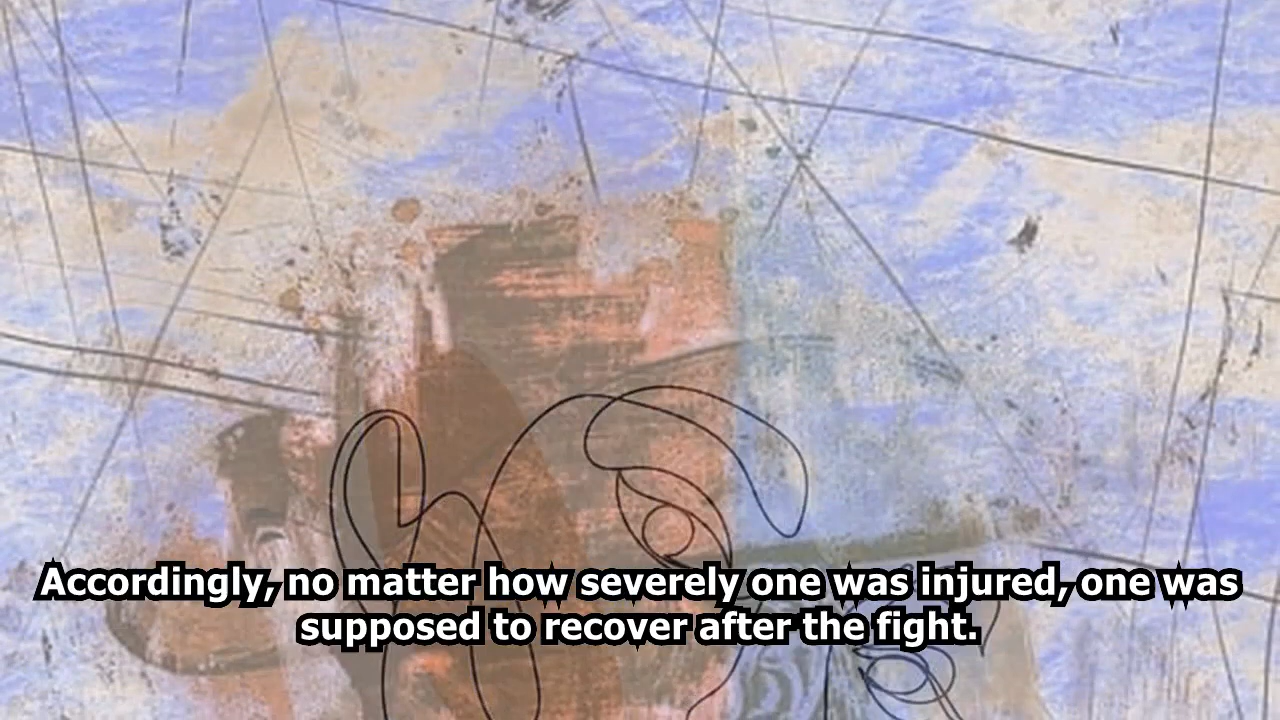 Accordingly, no matter how severely one was injured, one was
supposed to recover after the fight.